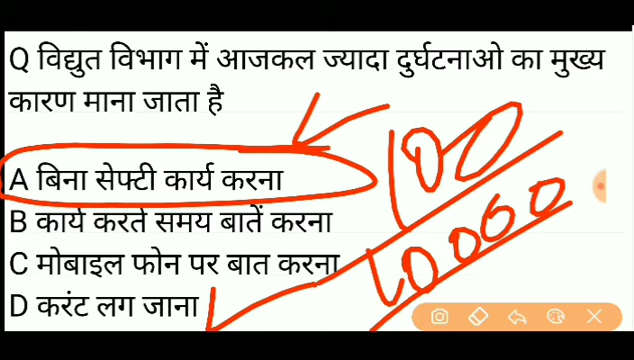 Q विद्युत विभाग में आजकल ज्यादा दुर्घटनाओ का मुख्य
कारण माना जाता है
100
A बिना सेफ्टी कार्य करना
10000
B कार्य करते समय बातें करना
C मोबाइल फोन पर बात करना
D करंट लग जाना